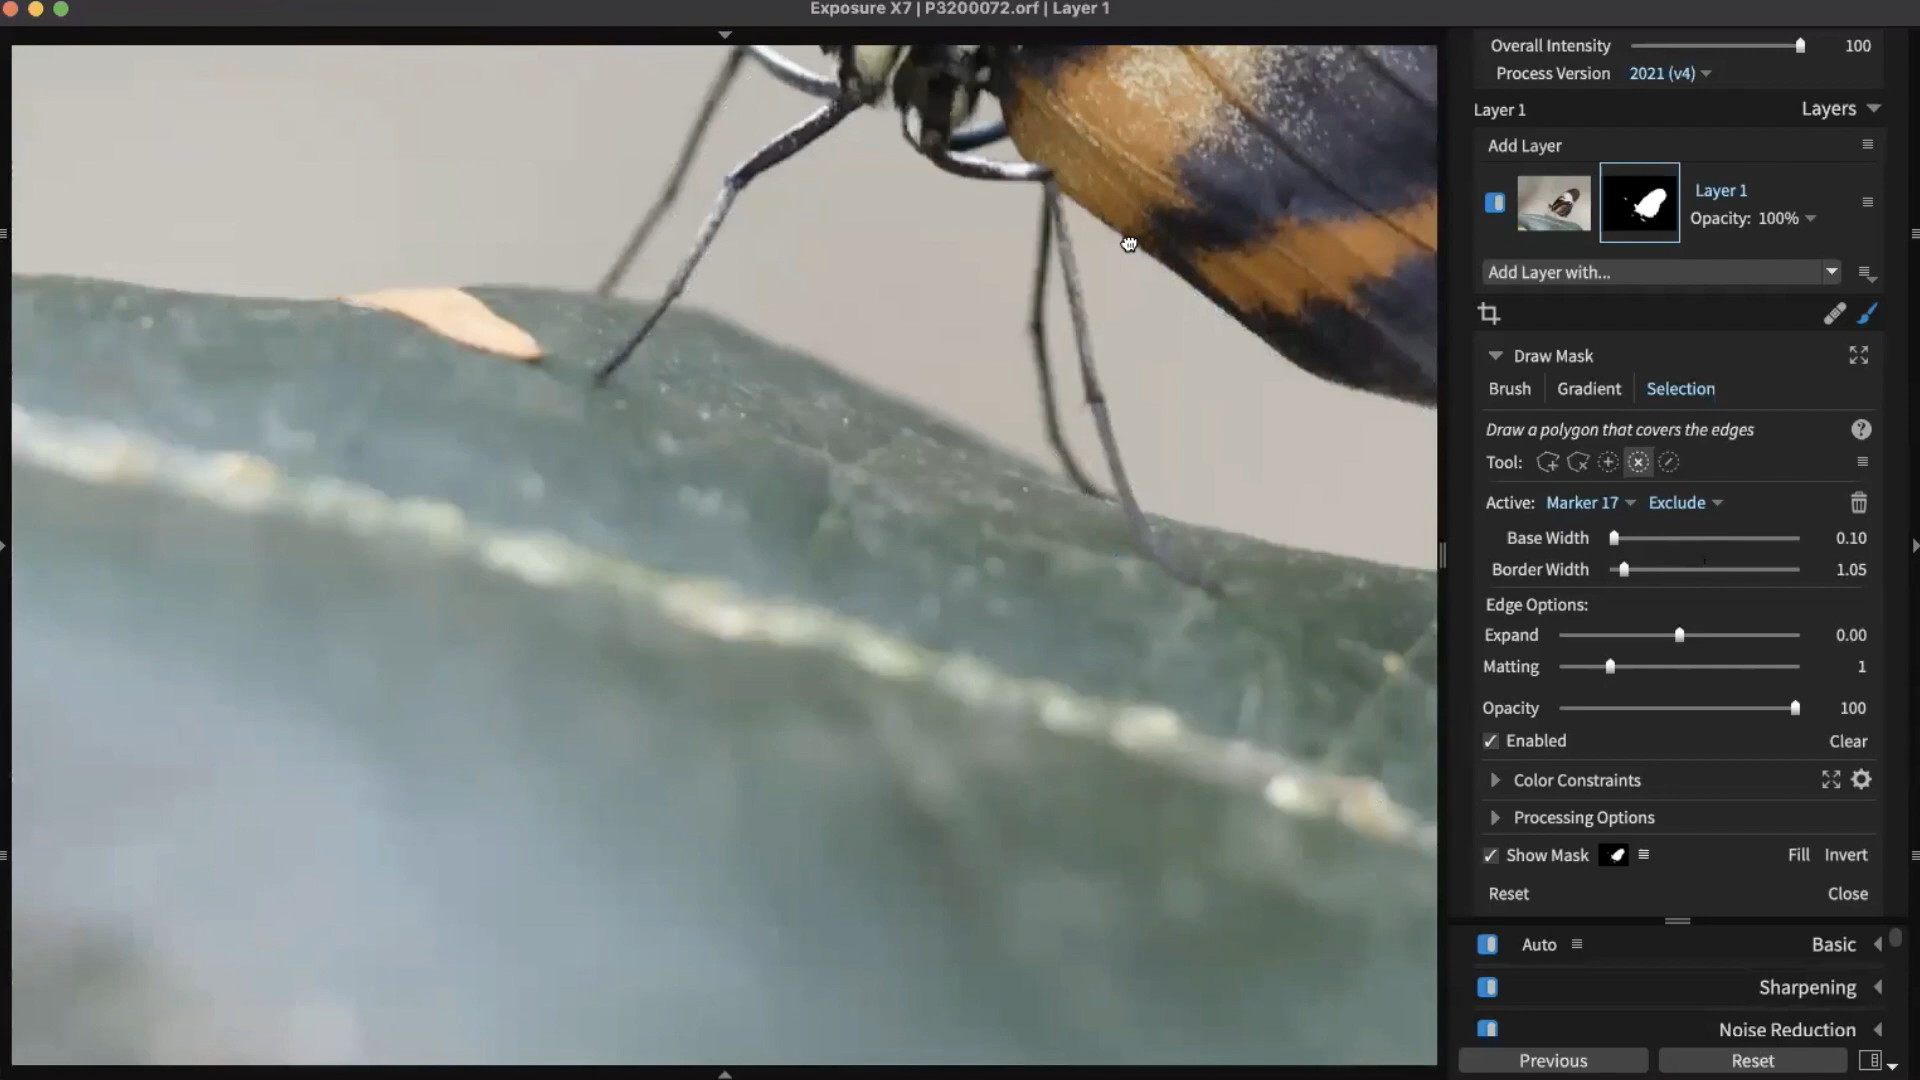 Exposure X7 | P3200072.orf | Layer 1
Overall Intensity 100
Process Version 2021 (v4)
Layer 1 Layers
Add Layer
Layer 1
Opacity: 100%
Add Layer with...
Draw Mask
Brush Gradient Selection
Draw a polygon that covers the edges ?
Tool:
Active: Marker 17 Exclude
Base Width 0.10
Border Width 1.05
Edge Options:
Expand 0.00
Matting 1
Opacity 100
Enabled Clear
Color Constraints
Processing Options
Show Mask Fill Invert
Reset Close
Auto Basic
Sharpening
Noise Reduction
Previous Reset